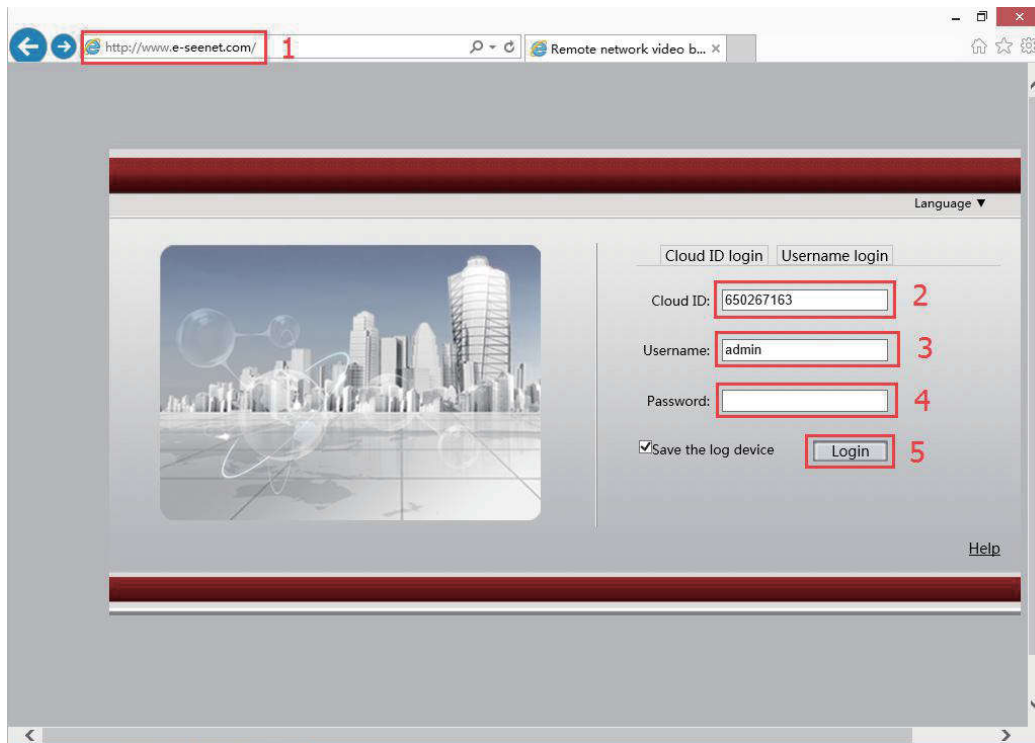 http://www.e-seenet.com/ 1 Remote network video b... ×
Language ▼
Cloud ID login Username login
Cloud ID: 650267163 2
Username: admin 3
Password: 4
Save the log device Login 5
Help